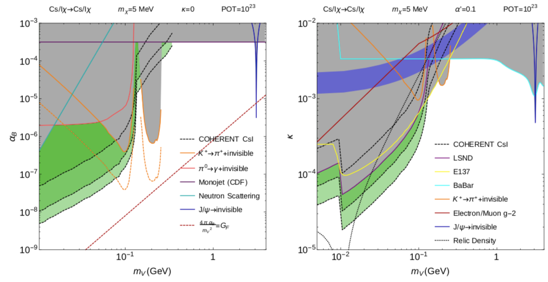 Cs/Iχ→Cs/Iχ mχ=5 MeV κ=0 POT=10²³
10⁻³
10⁻⁴
10⁻⁵
10⁻⁶
10⁻⁷
10⁻⁸
10⁻⁹
α_B
COHERENT CsI
K⁺→π⁺+invisible
π⁰→γ+invisible
Monojet (CDF)
Neutron Scattering
J/ψ→invisible
10⁻¹ 1
m_V(GeV)
Cs/Iχ→Cs/Iχ mχ=5 MeV α'=0.1 POT=10²³
10⁻²
10⁻³
10⁻⁴
10⁻⁵
κ
COHERENT CsI
LSND
E137
BaBar
K⁺→π⁺+invisible
Electron/Muon g−2
J/ψ→invisible
Relic Density
10⁻² 10⁻¹ 1
m_V(GeV)